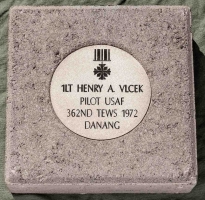 1LT HENRY A. VLCEK
PILOT USAF
362ND TEWS 1972
DANANG